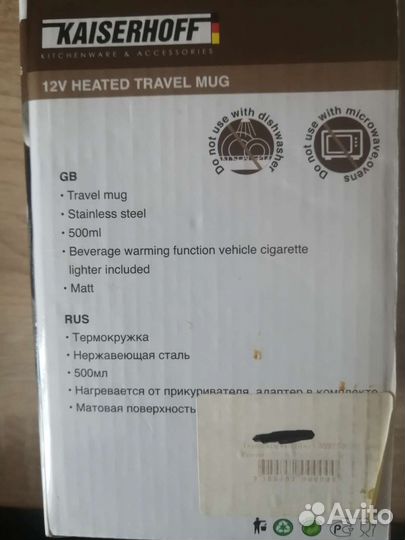 KAISERHOFF
KITCHENWARE & ACCESSORIES
12V HEATED TRAVEL MUG
Do not use with dishwasher
Do not use with microwave ovens
GB
• Travel mug
• Stainless steel
• 500ml
• Beverage warming function vehicle cigarette
lighter included
• Matt
RUS
• Термокружка
• Нержавеющая сталь
• 500мл
• Нагревается от прикуривателя, адаптер в комплекте
• Матовая поверхность
Avito